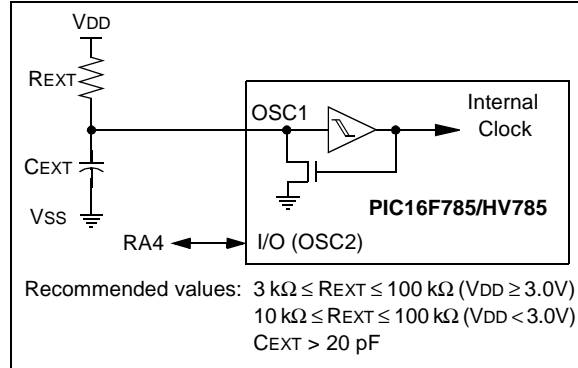 VDD
REXT
OSC1
Internal
Clock
CEXT
PIC16F785/HV785
VSS
RA4
I/O (OSC2)
Recommended values: 3 kΩ ≤ REXT ≤ 100 kΩ (VDD ≥ 3.0V)
10 kΩ ≤ REXT ≤ 100 kΩ (VDD < 3.0V)
CEXT > 20 pF